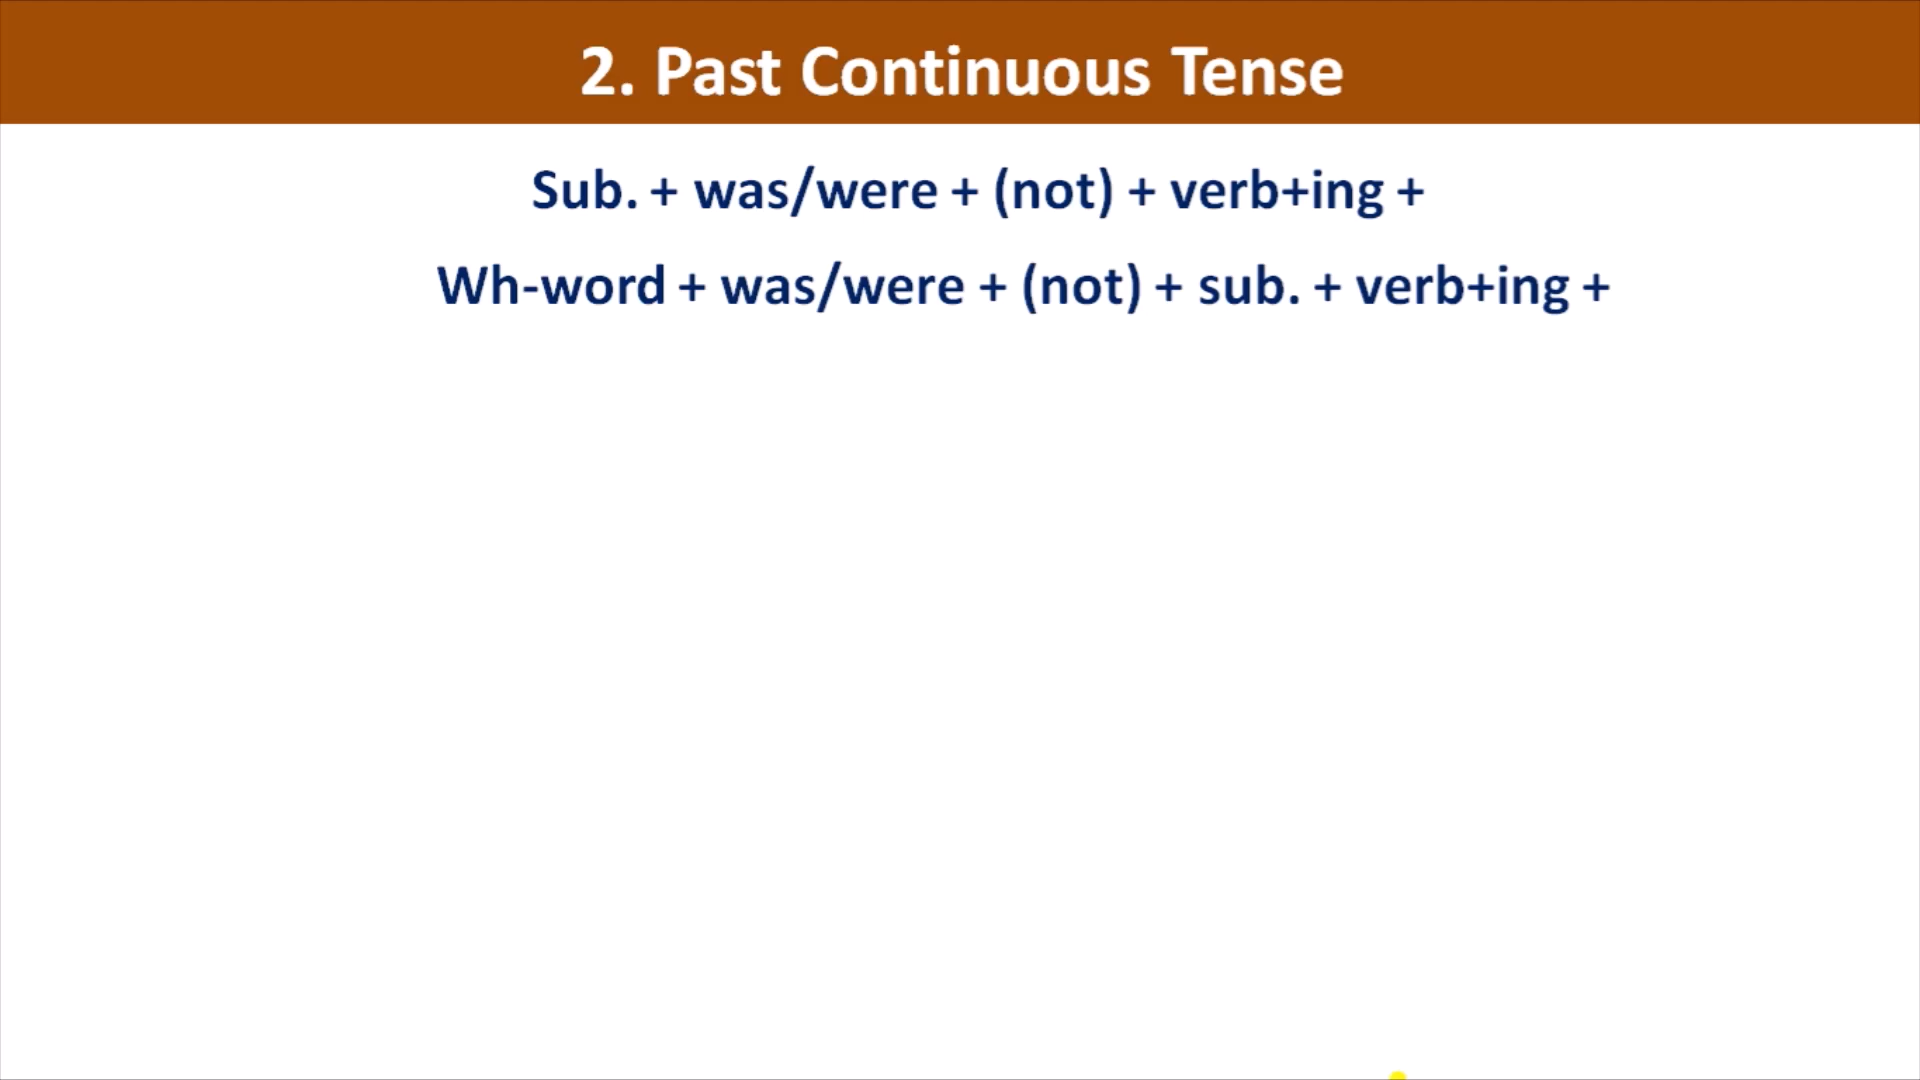 2. Past Continuous Tense
Sub. + was/were + (not) + verb+ing +
Wh-word + was/were + (not) + sub. + verb+ing +